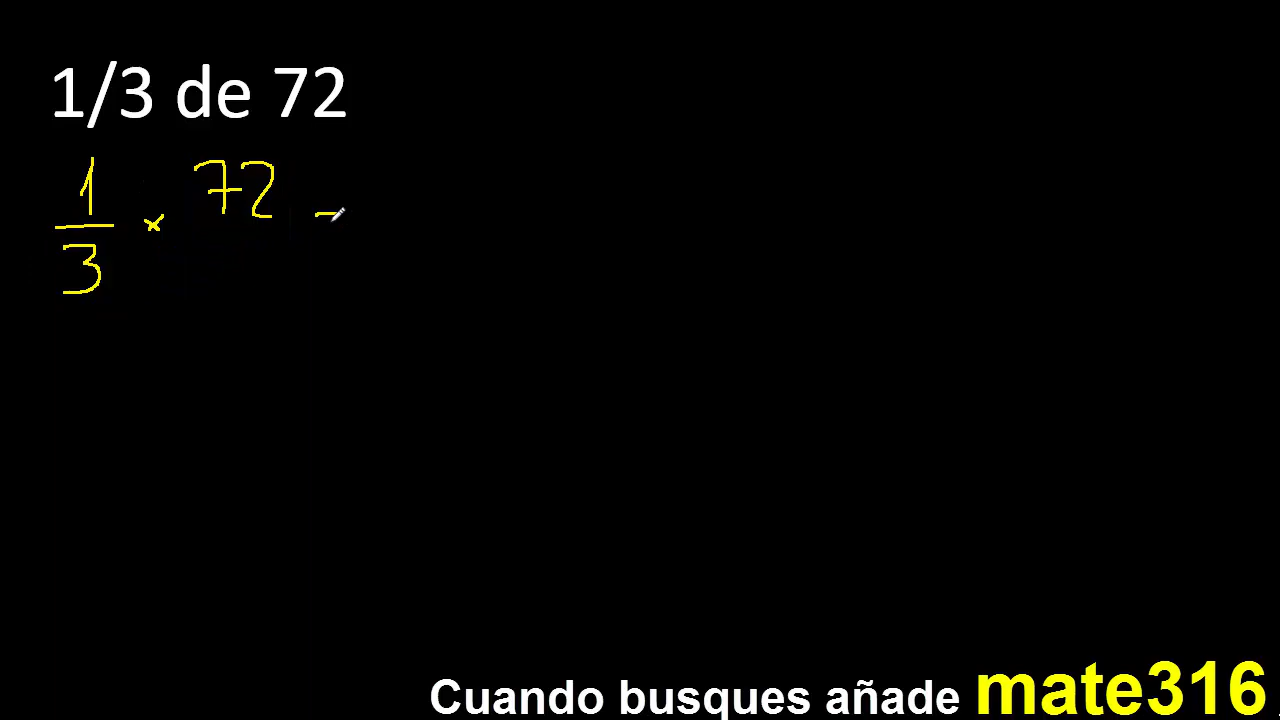 1/3 de 72
1/3 × 72 -
Cuando busques añade mate316